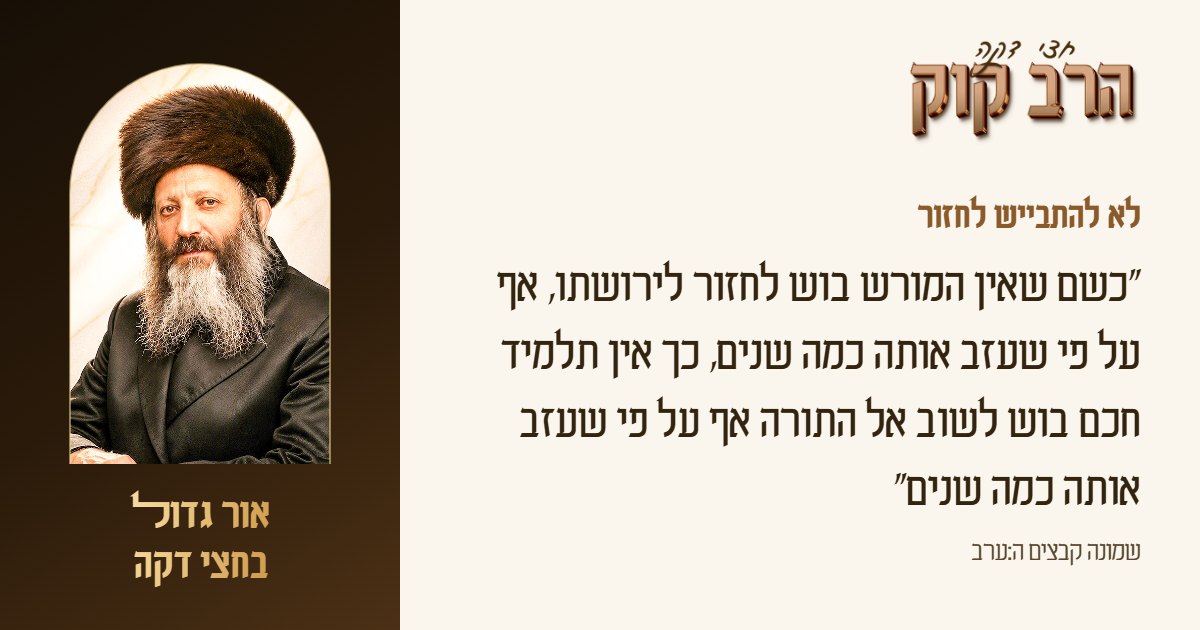 חצי דקה
הרב קוק
לא להתבייש לחזור
"כשם שאין המורש בוש לחזור לירושתו, אף
על פי שעזב אותה כמה שנים, כך אין תלמיד
חכם בוש לשוב אל התורה אף על פי שעזב
אותה כמה שנים"
שמונה קבצים ה:ערב
אור גדול
בחצי דקה